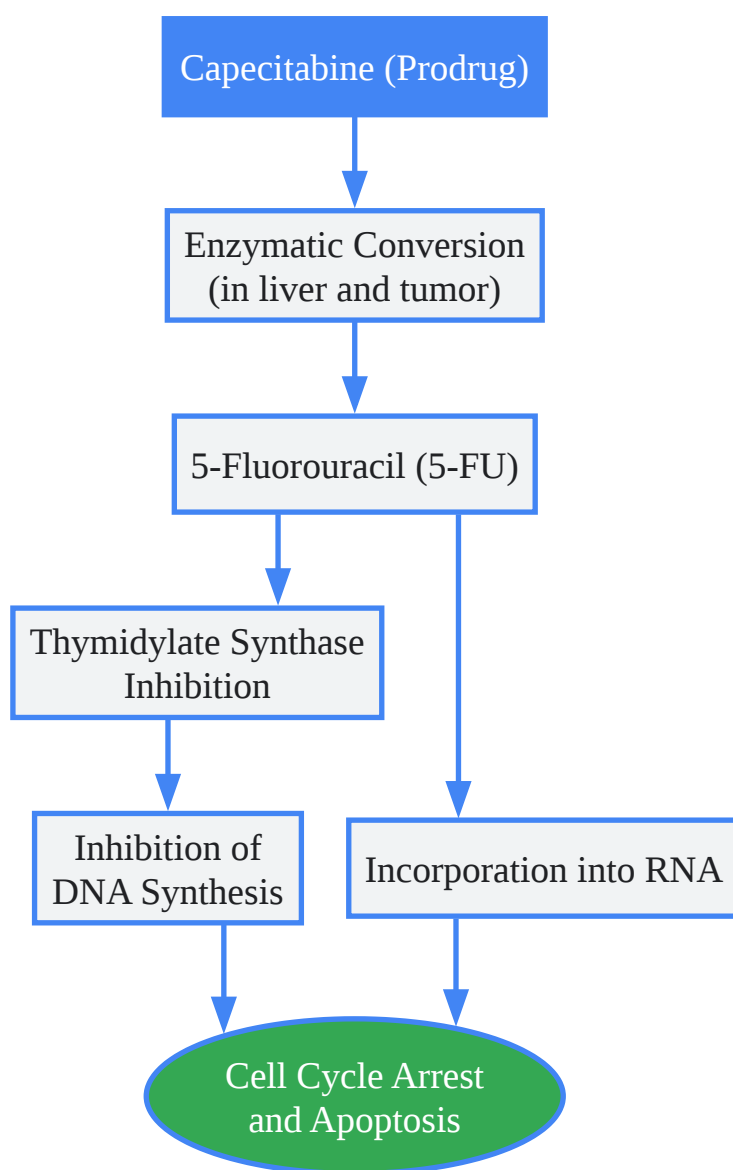 Capecitabine (Prodrug)
Enzymatic Conversion
(in liver and tumor)
5-Fluorouracil (5-FU)
Thymidylate Synthase
Inhibition
Inhibition of
DNA Synthesis
Incorporation into RNA
Cell Cycle Arrest
and Apoptosis